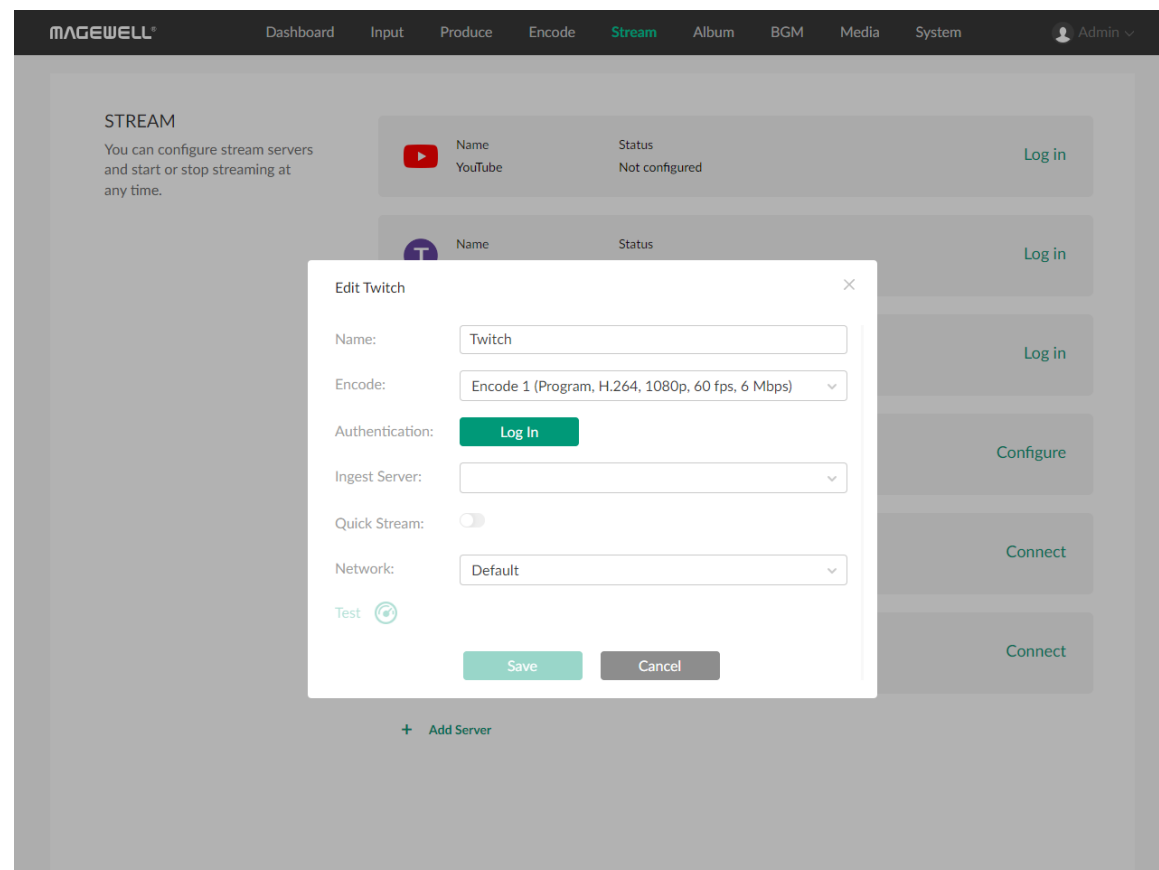 MAGEWELL®
Dashboard
Input
Produce
Encode
Stream
Album
BGM
Media
System
Admin
STREAM
You can configure stream servers
and start or stop streaming at
any time.
Name
Status
YouTube
Not configured
Log in
T
Name
Status
Log in
Log in
Configure
Connect
Connect
Edit Twitch
Name:
Twitch
Encode:
Encode 1 (Program, H.264, 1080p, 60 fps, 6 Mbps)
Authentication:
Log In
Ingest Server:
Quick Stream:
Network:
Default
Test
Save
Cancel
+ Add Server